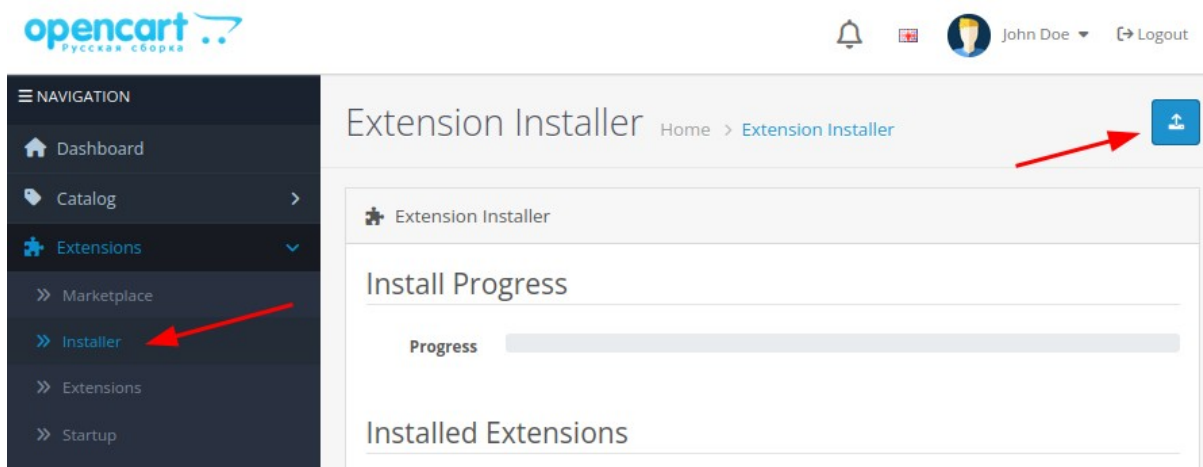 opencart
Русская сборка
John Doe
Logout
NAVIGATION
Dashboard
Catalog
Extensions
Marketplace
Installer
Extensions
Startup
Extension Installer
Home > Extension Installer
Extension Installer
Install Progress
Progress
Installed Extensions